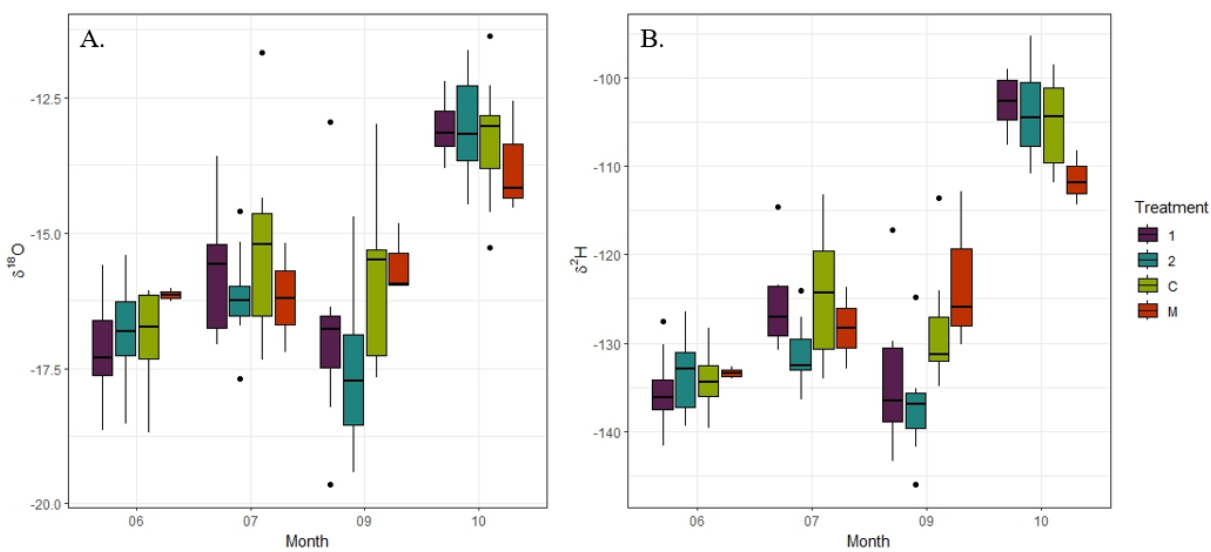 A.
-12.5
-15.0
-17.5
-20.0
δ¹⁸O
06 07 09 10
Month
B.
-100
-110
-120
-130
-140
δ²H
06 07 09 10
Month
Treatment
1
2
C
M